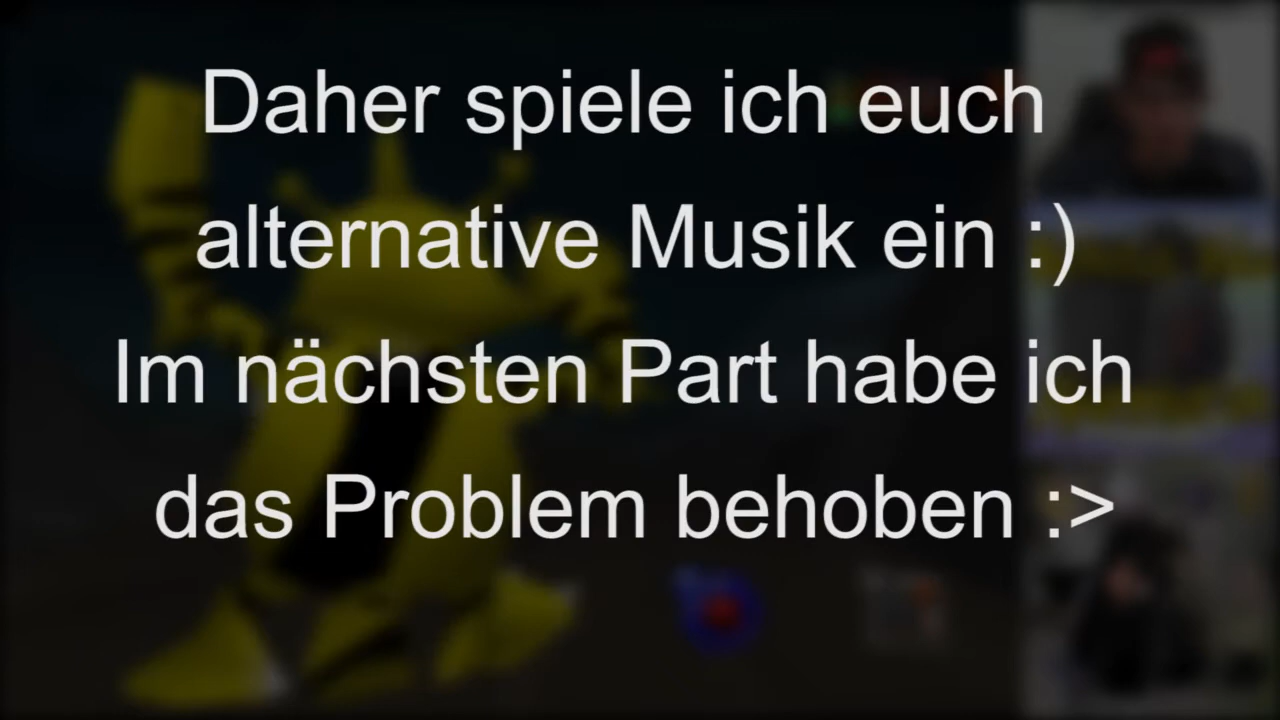 Daher spiele ich euch
alternative Musik ein :)
Im nächsten Part habe ich
das Problem behoben :>